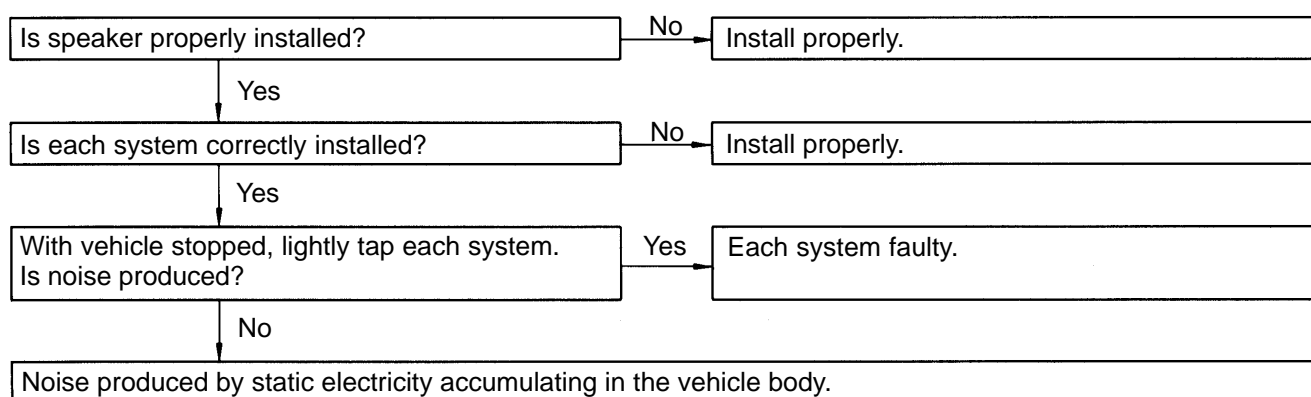 Is speaker properly installed?
No
Install properly.
Yes
Is each system correctly installed?
No
Install properly.
Yes
With vehicle stopped, lightly tap each system.
Is noise produced?
Yes
Each system faulty.
No
Noise produced by static electricity accumulating in the vehicle body.